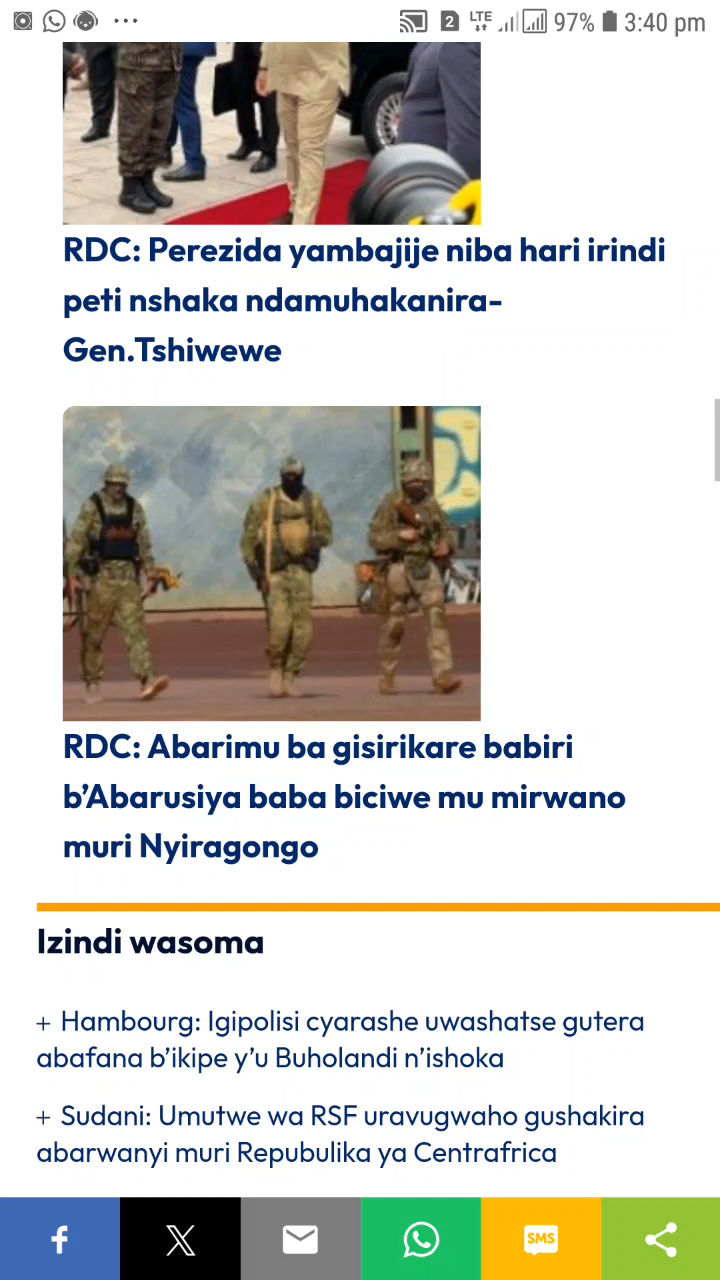 2 LTE 97% 3:40 pm
RDC: Perezida yambajije niba hari irindi
peti nshaka ndamuhakanira-
Gen.Tshiwewe
RDC: Abarimu ba gisirikare babiri
b’Abarusiya baba biciwe mu mirwano
muri Nyiragongo
Izindi wasoma
+ Hambourg: Igipolisi cyarashe uwashatse gutera
abafana b’ikipe y’u Buholandi n’ishoka
+ Sudani: Umutwe wa RSF uravugwaho gushakira
abarwanyi muri Repubulika ya Centrafrica
SMS